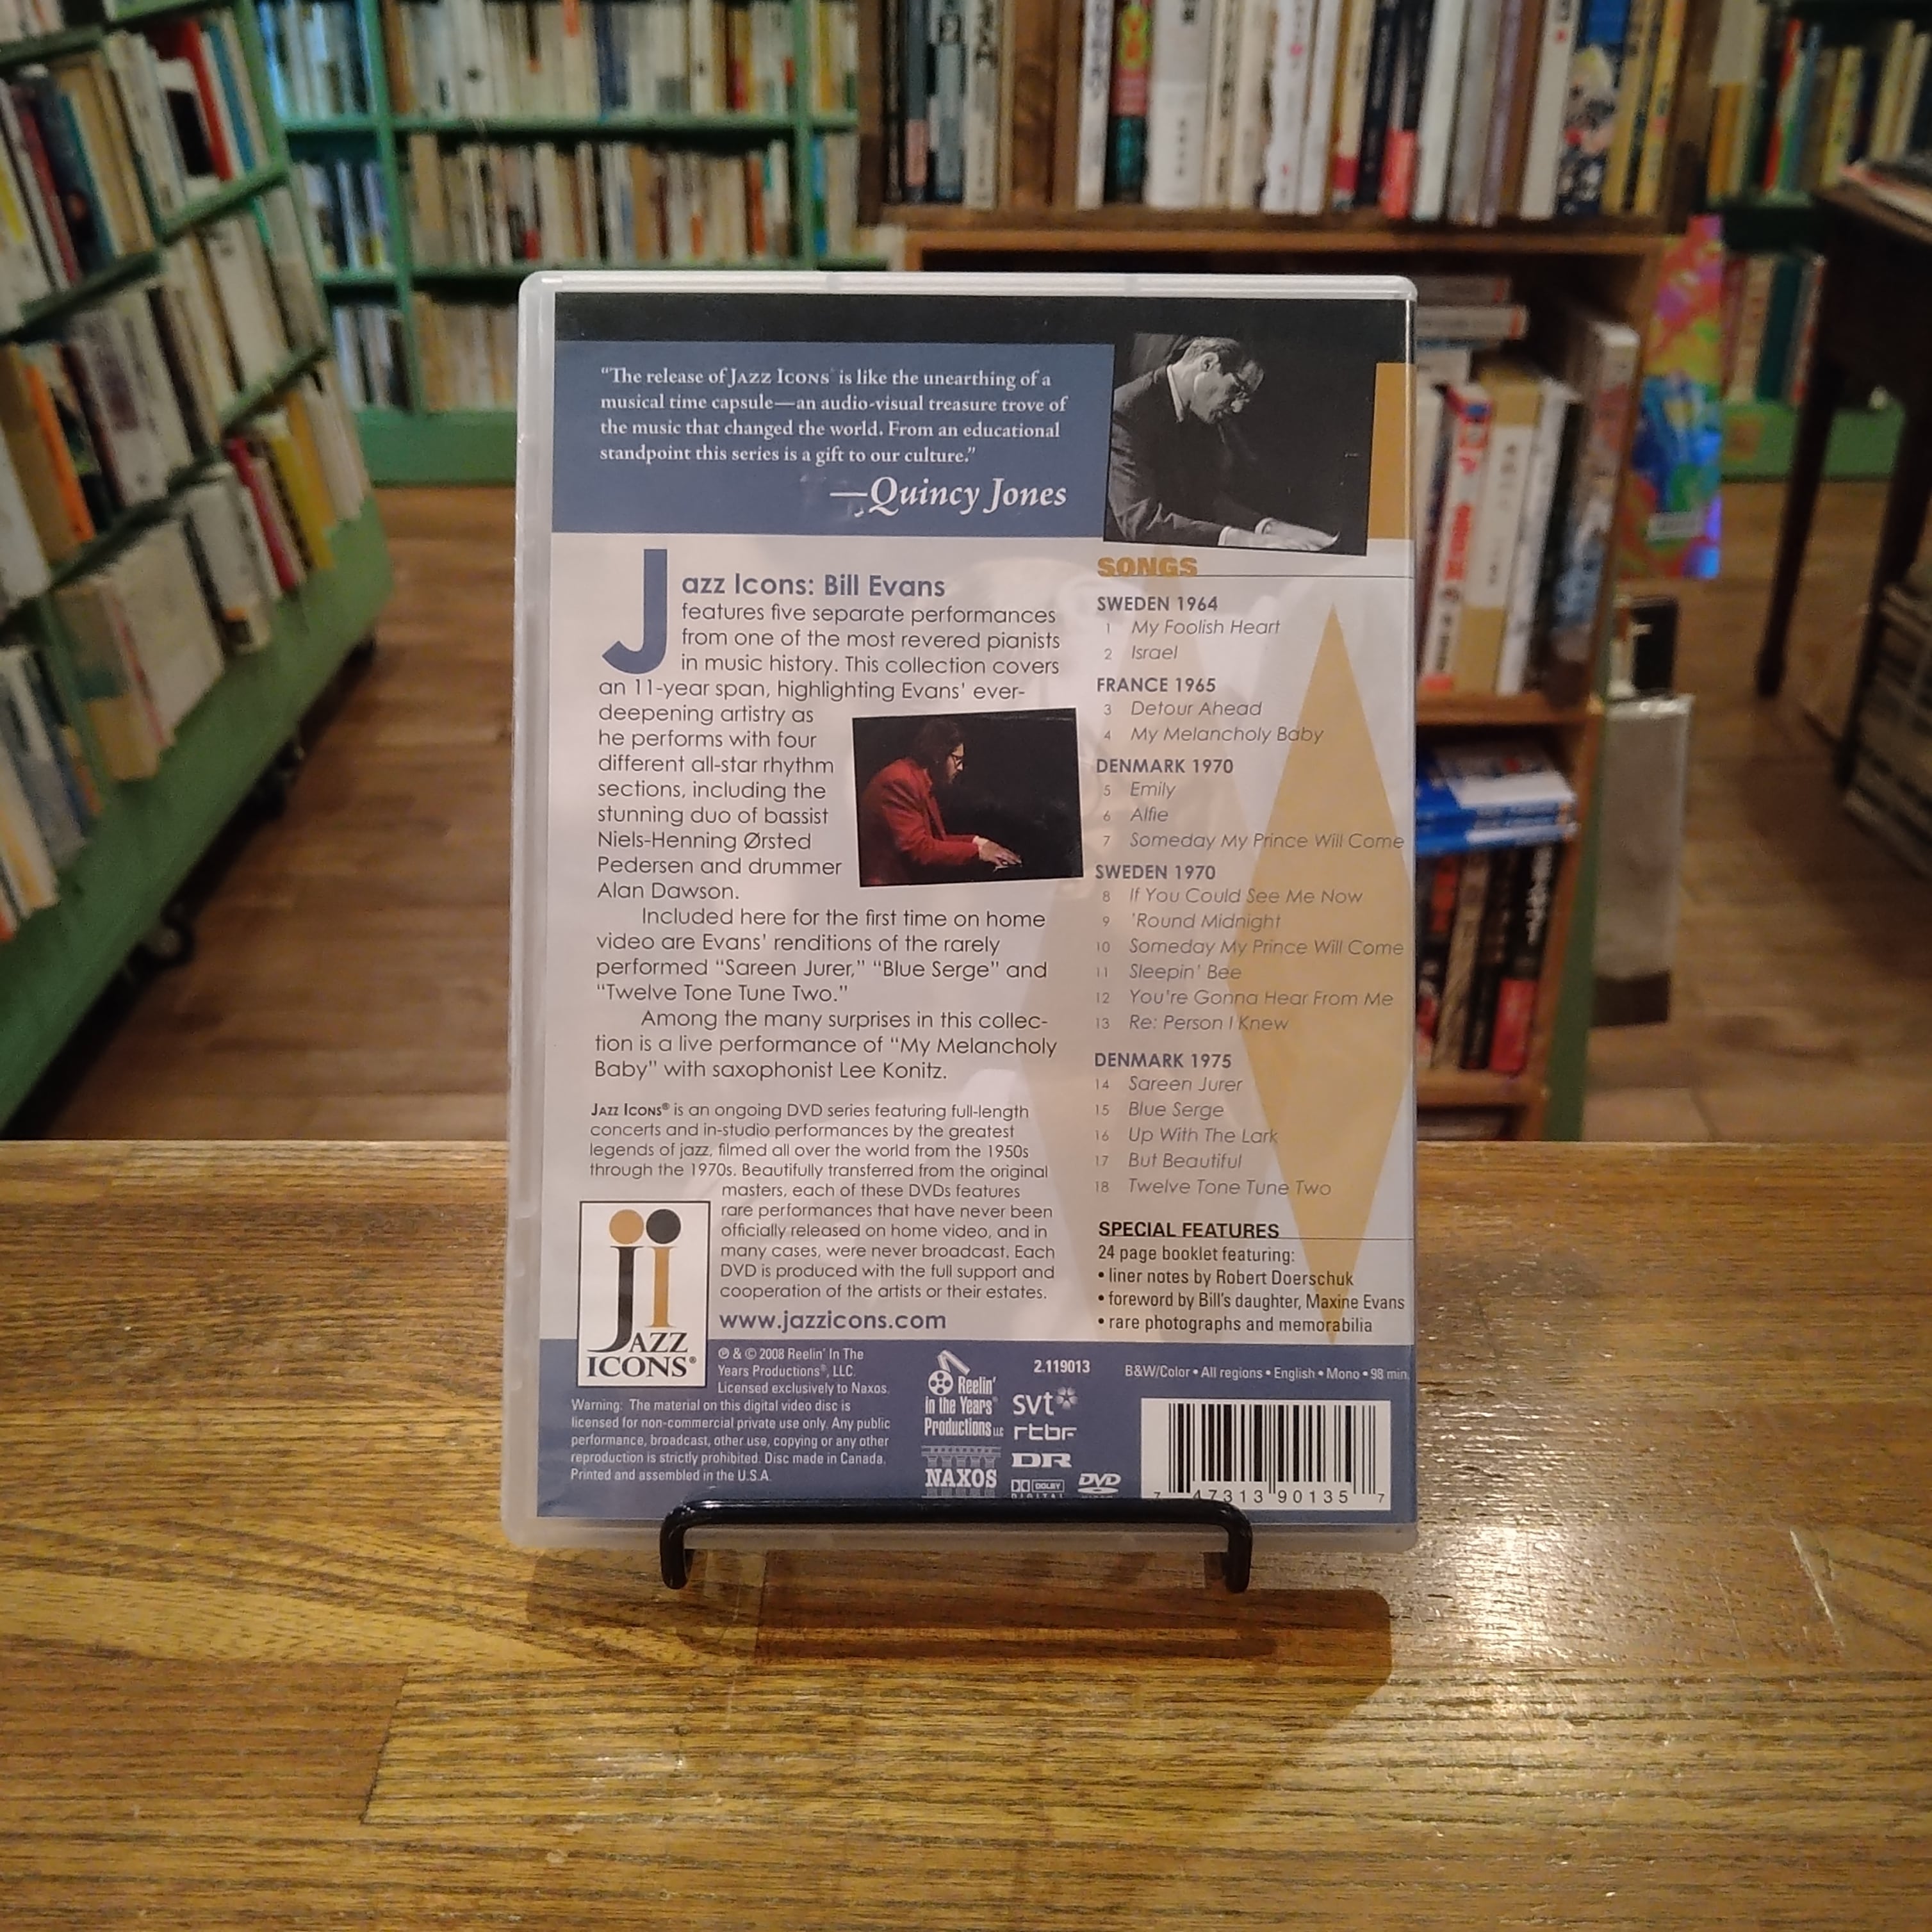 “The release of JAZZ ICONS® is like the unearthing of a
musical time capsule—an audio-visual treasure trove of
the music that changed the world. From an educational
standpoint this series is a gift to our culture.”
—Quincy Jones
Jazz Icons: Bill Evans
features five separate performances
from one of the most revered pianists
in music history. This collection covers
an 11-year span, highlighting Evans’ ever-
deepening artistry as
he performs with four
different all-star rhythm
sections, including the
stunning duo of bassist
Niels-Henning Ørsted
Pedersen and drummer
Alan Dawson.
Included here for the first time on home
video are Evans’ renditions of the rarely
performed “Sareen Jurer,” “Blue Serge” and
“Twelve Tone Tune Two.”
Among the many surprises in this collec-
tion is a live performance of “My Melancholy
Baby” with saxophonist Lee Konitz.
JAZZ ICONS® is an ongoing DVD series featuring full-length
concerts and in-studio performances by the greatest
legends of jazz, filmed all over the world from the 1950s
through the 1970s. Beautifully transferred from the original
masters, each of these DVDs features
rare performances that have never been
officially released on home video, and in
many cases, were never broadcast. Each
DVD is produced with the full support and
cooperation of the artists or their estates.
www.jazzicons.com
SONGS
SWEDEN 1964
1 My Foolish Heart
2 Israel
FRANCE 1965
3 Detour Ahead
4 My Melancholy Baby
DENMARK 1970
5 Emily
6 Alfie
7 Someday My Prince Will Come
SWEDEN 1970
8 If You Could See Me Now
9 ’Round Midnight
10 Someday My Prince Will Come
11 Sleepin’ Bee
12 You’re Gonna Hear From Me
13 Re: Person I Knew
DENMARK 1975
14 Sareen Jurer
15 Blue Serge
16 Up With The Lark
17 But Beautiful
18 Twelve Tone Tune Two
SPECIAL FEATURES
24 page booklet featuring:
• liner notes by Robert Doerschuk
• foreword by Bill’s daughter, Maxine Evans
• rare photographs and memorabilia
ji
JAZZ
ICONS®
℗ & © 2008 Reelin’ In The
Years Productions®, LLC.
Licensed exclusively to Naxos.
Warning: The material on this digital video disc is
licensed for non-commercial private use only. Any public
performance, broadcast, other use, copying or any other
reproduction is strictly prohibited. Disc made in Canada.
Printed and assembled in the U.S.A.
Reelin’
in the Years®
Productions LLC
NAXOS
2.119013
svt
rtbf
DR
DOLBY
DIGITAL
DVD
B&W/Color • All regions • English • Mono • 98 min.
7 47313 90135 7